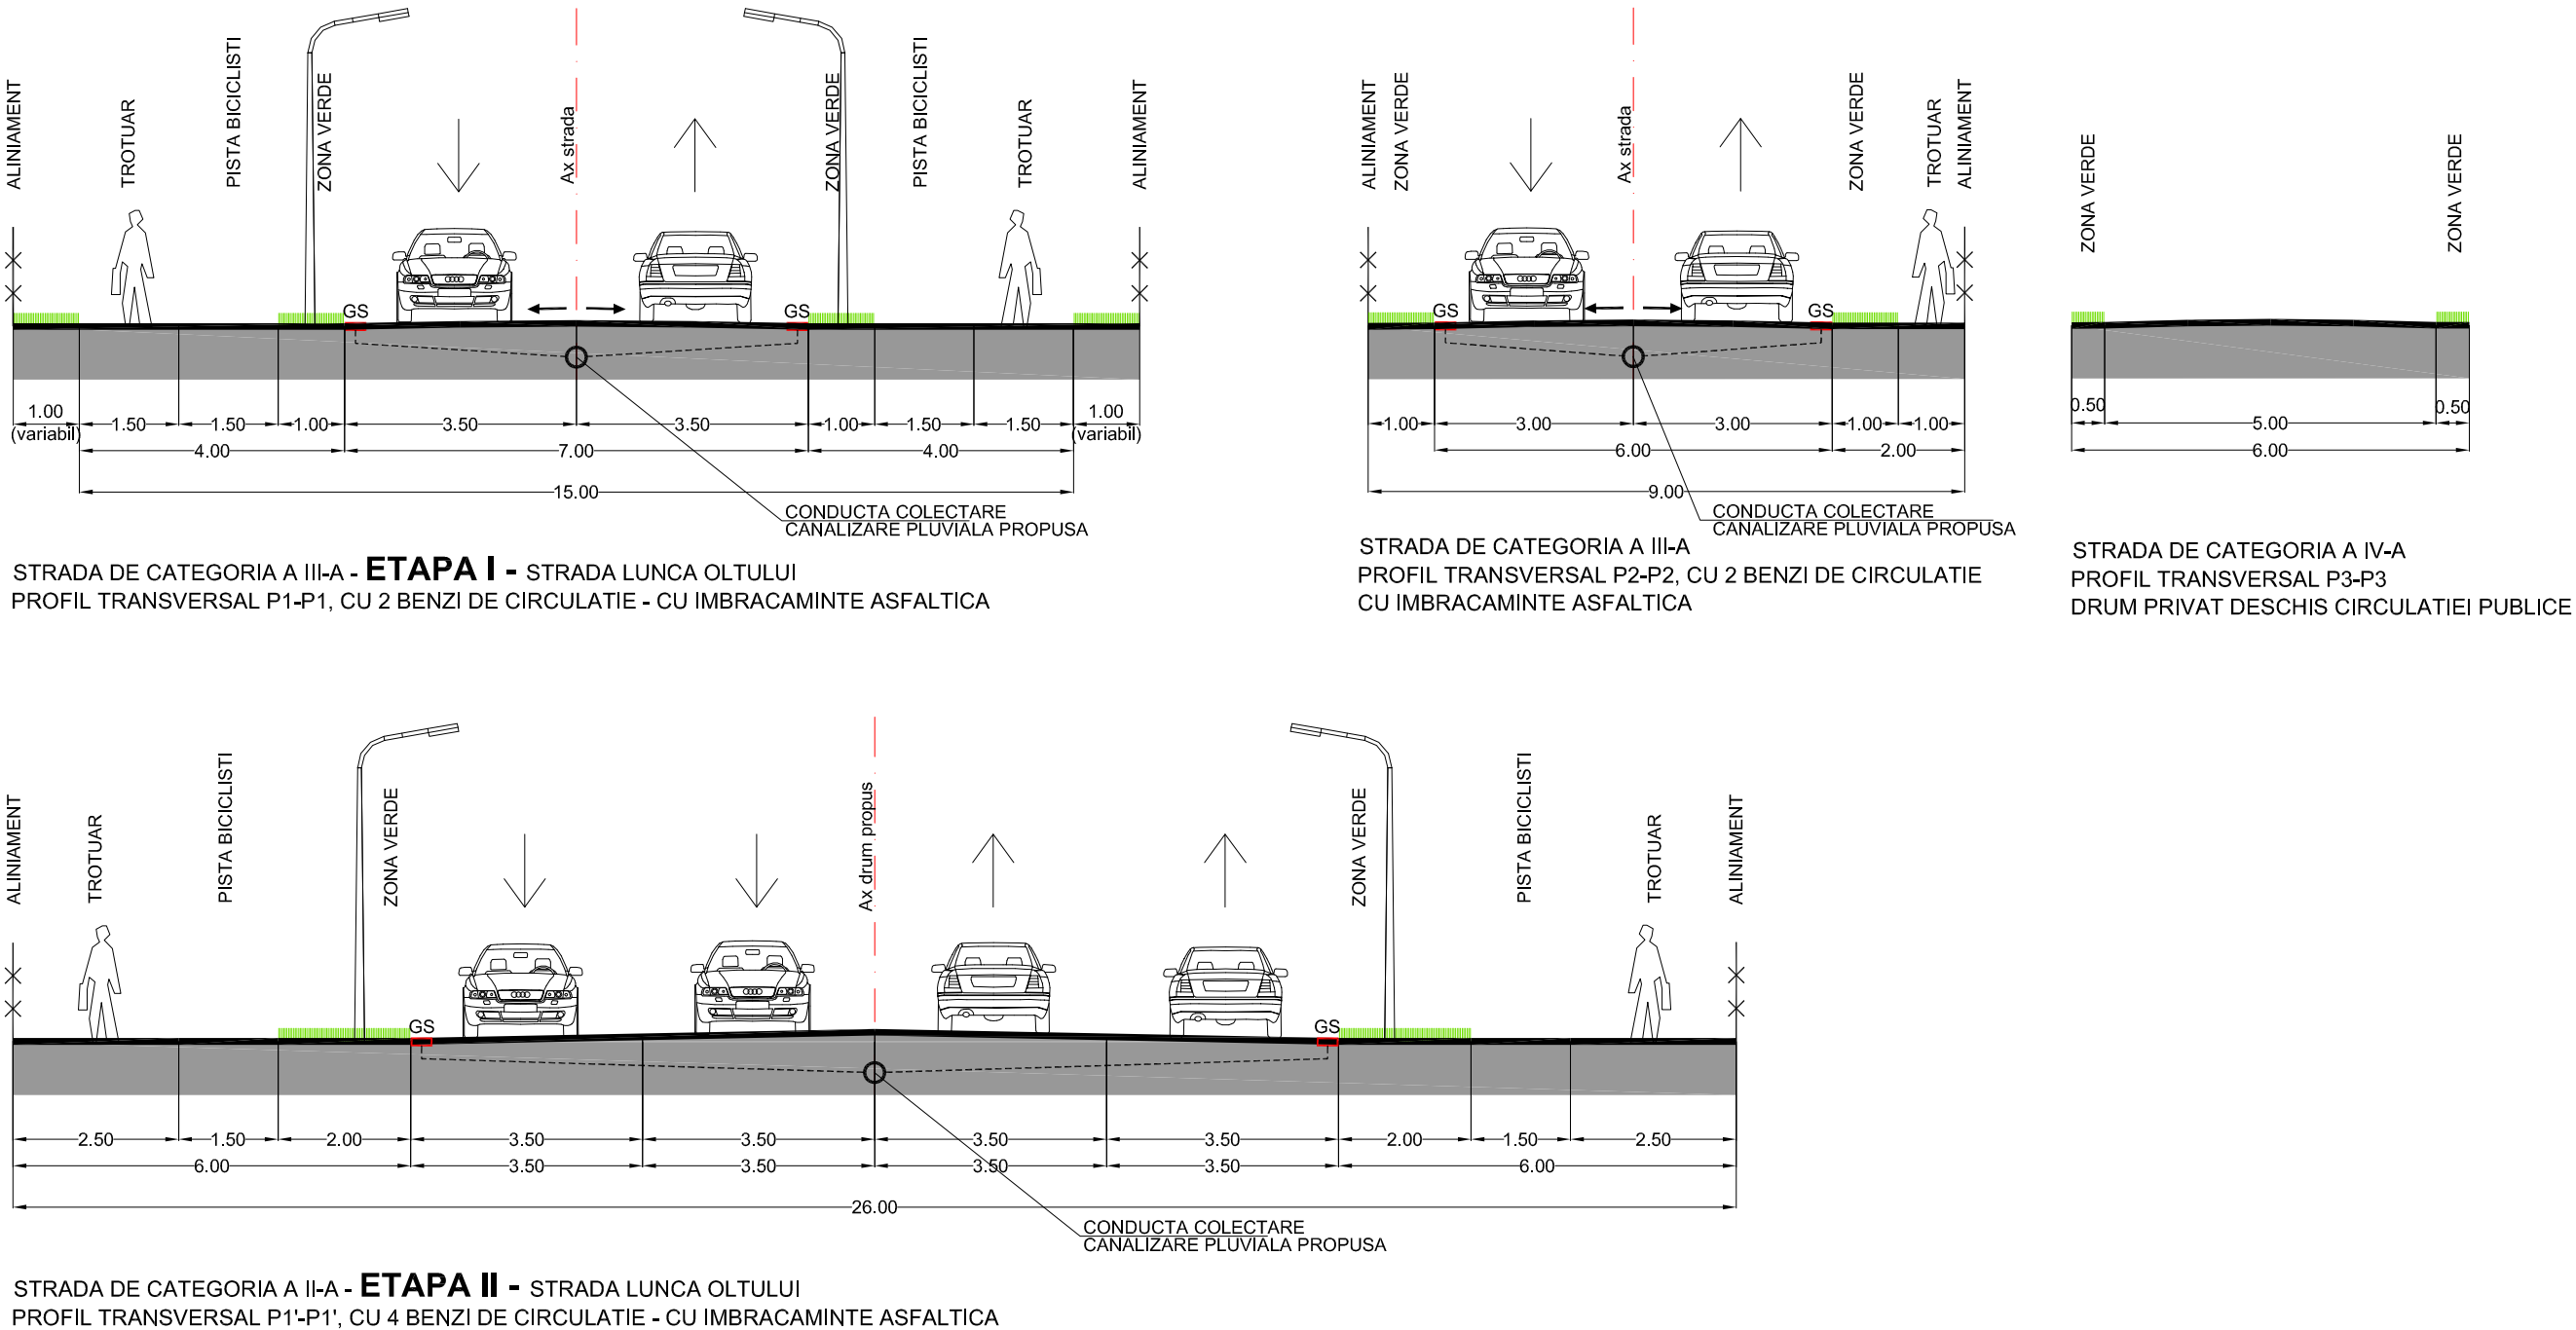 ALINIAMENT
TROTUAR
PISTA BICICLISTI
ZONA VERDE
Ax strada
ZONA VERDE
PISTA BICICLISTI
TROTUAR
ALINIAMENT
GS
GS
1.00
(variabil)
1.50
1.50
1.00
3.50
3.50
1.00
1.50
1.50
1.00
(variabil)
4.00
7.00
4.00
15.00
CONDUCTA COLECTARE
CANALIZARE PLUVIALA PROPUSA
STRADA DE CATEGORIA A III-A - ETAPA I - STRADA LUNCA OLTULUI
PROFIL TRANSVERSAL P1-P1, CU 2 BENZI DE CIRCULATIE - CU IMBRACAMINTE ASFALTICA
ALINIAMENT
ZONA VERDE
Ax strada
ZONA VERDE
TROTUAR
ALINIAMENT
GS
GS
1.00
3.00
3.00
1.00
1.00
6.00
2.00
9.00
CONDUCTA COLECTARE
CANALIZARE PLUVIALA PROPUSA
STRADA DE CATEGORIA A III-A
PROFIL TRANSVERSAL P2-P2, CU 2 BENZI DE CIRCULATIE
CU IMBRACAMINTE ASFALTICA
ZONA VERDE
ZONA VERDE
0.50
5.00
0.50
6.00
STRADA DE CATEGORIA A IV-A
PROFIL TRANSVERSAL P3-P3
DRUM PRIVAT DESCHIS CIRCULATIEI PUBLICE
ALINIAMENT
TROTUAR
PISTA BICICLISTI
ZONA VERDE
Ax drum propus
ZONA VERDE
PISTA BICICLISTI
TROTUAR
ALINIAMENT
GS
GS
2.50
1.50
2.00
3.50
3.50
3.50
3.50
2.00
1.50
2.50
6.00
3.50
3.50
3.50
3.50
6.00
26.00
CONDUCTA COLECTARE
CANALIZARE PLUVIALA PROPUSA
STRADA DE CATEGORIA A II-A - ETAPA II - STRADA LUNCA OLTULUI
PROFIL TRANSVERSAL P1'-P1', CU 4 BENZI DE CIRCULATIE - CU IMBRACAMINTE ASFALTICA